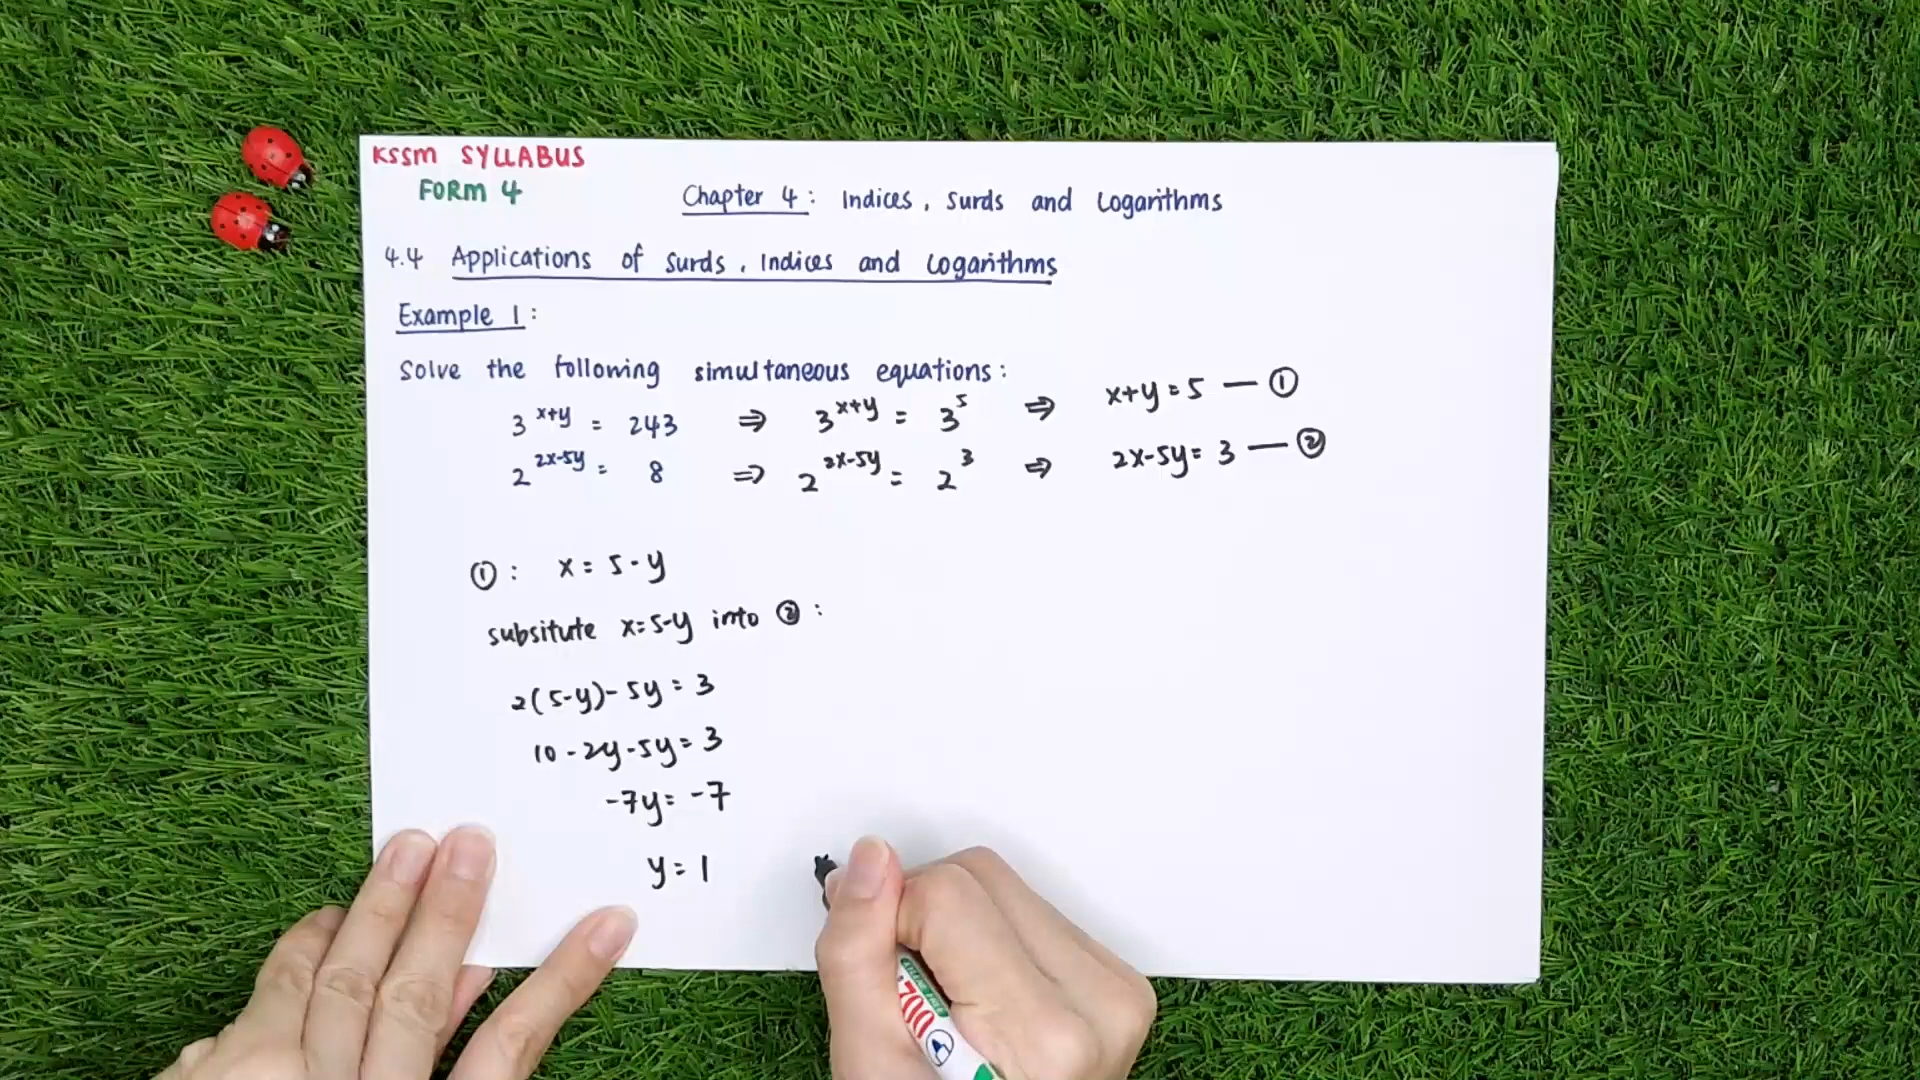 KSSM SYLLABUS
FORM 4
Chapter 4: Indices, Surds and Logarithms
4.4 Applications of Surds, Indices and Logarithms
Example 1:
Solve the following simultaneous equations:
3^(x+y) = 243 ⇒ 3^(x+y) = 3^5 ⇒ x+y=5 — ①
2^(2x-5y) = 8 ⇒ 2^(2x-5y) = 2^3 ⇒ 2x-5y=3 — ②
①: x = 5-y
subsitute x=5-y into ②:
2(5-y)-5y=3
10-2y-5y=3
-7y=-7
y=1
700